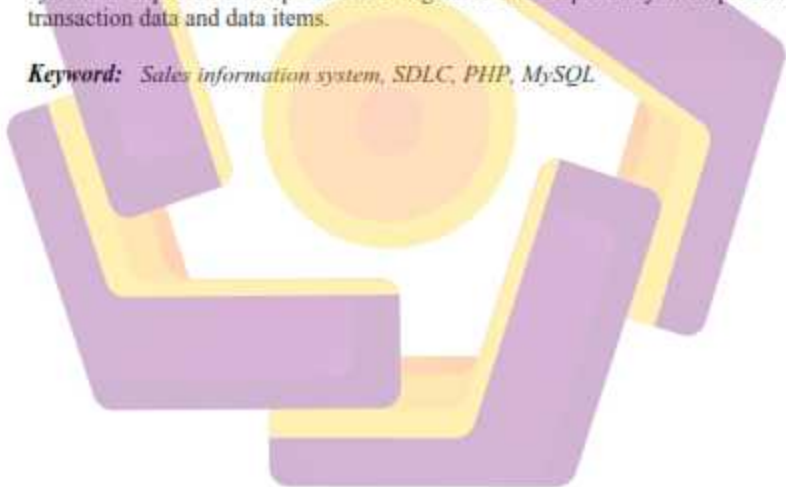 transaction data and data items.
Keyword: Sales information system, SDLC, PHP, MySQL